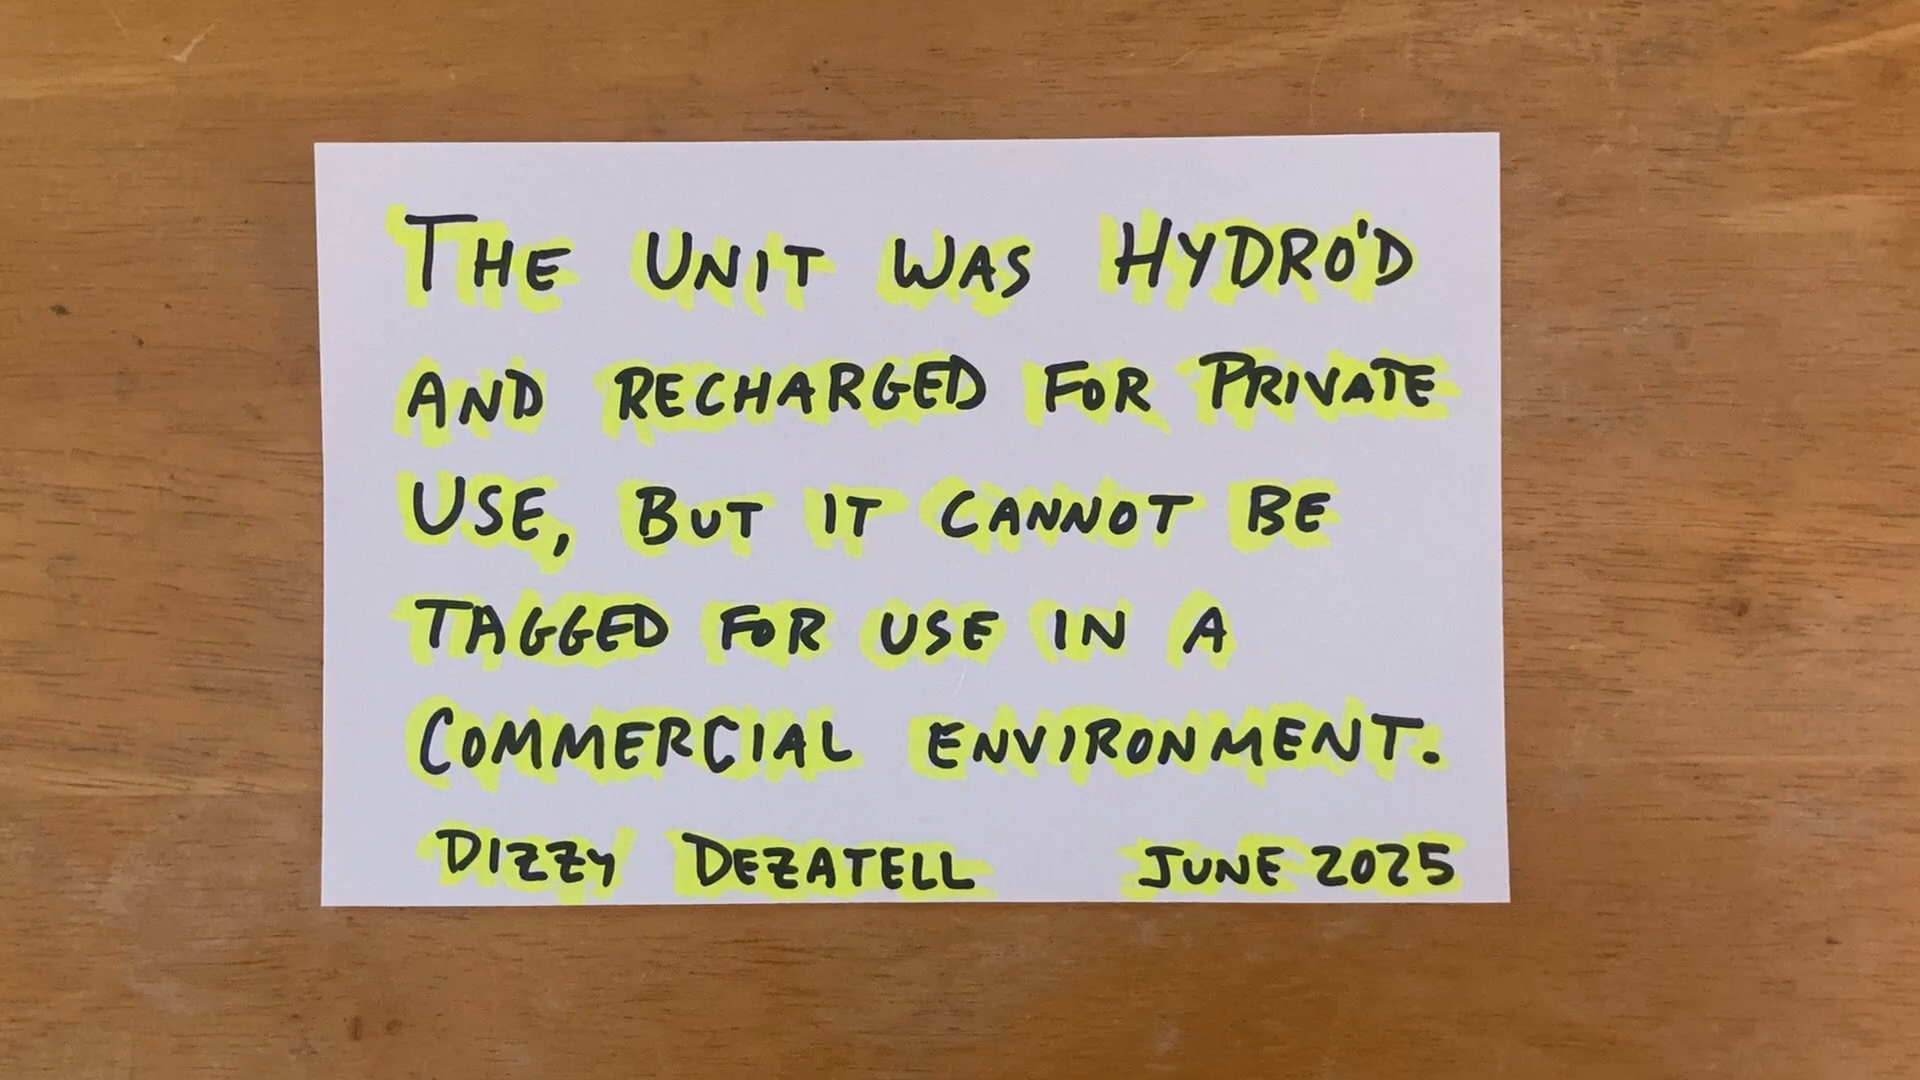 THE UNIT WAS HYDRO'D
AND RECHARGED FOR PRIVATE
USE, BUT IT CANNOT BE
TAGGED FOR USE IN A
COMMERCIAL ENVIRONMENT.
DIZZY DEZATELL JUNE 2025